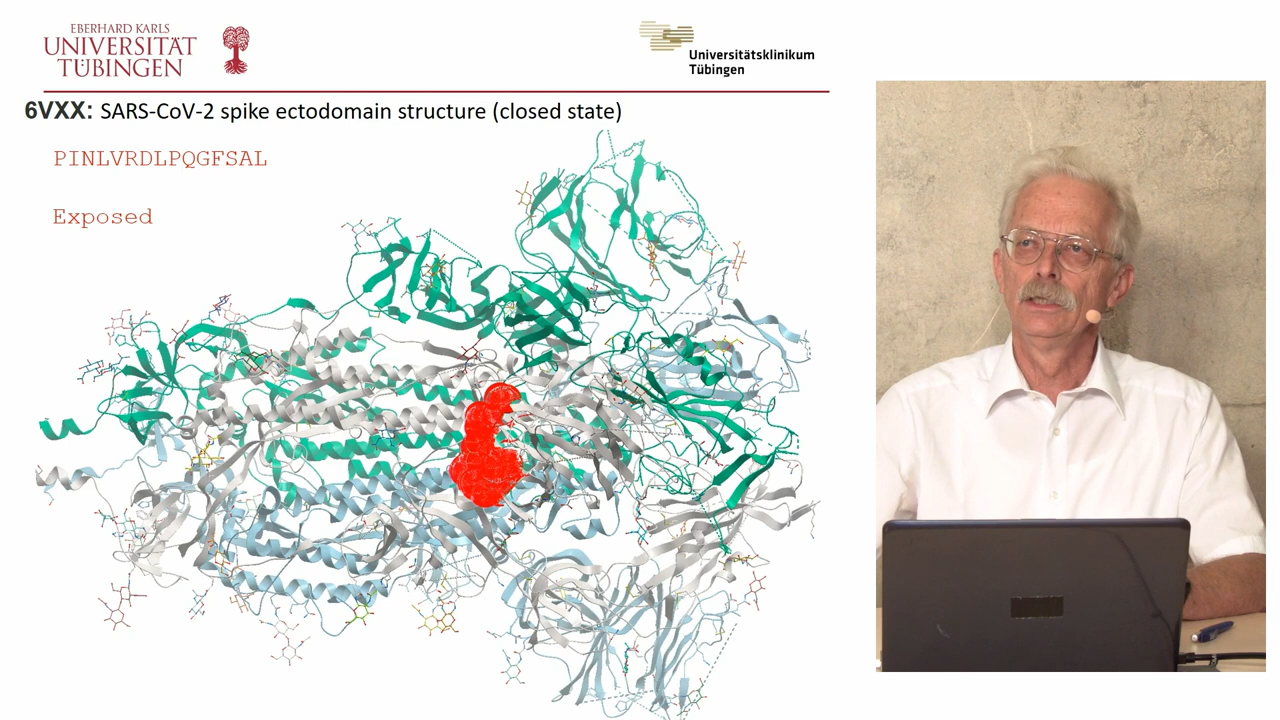 EBERHARD KARLS
UNIVERSITÄT
TÜBINGEN
Universitätsklinikum
Tübingen
6VXX: SARS-CoV-2 spike ectodomain structure (closed state)
PINLVRDLPQGFSAL
Exposed